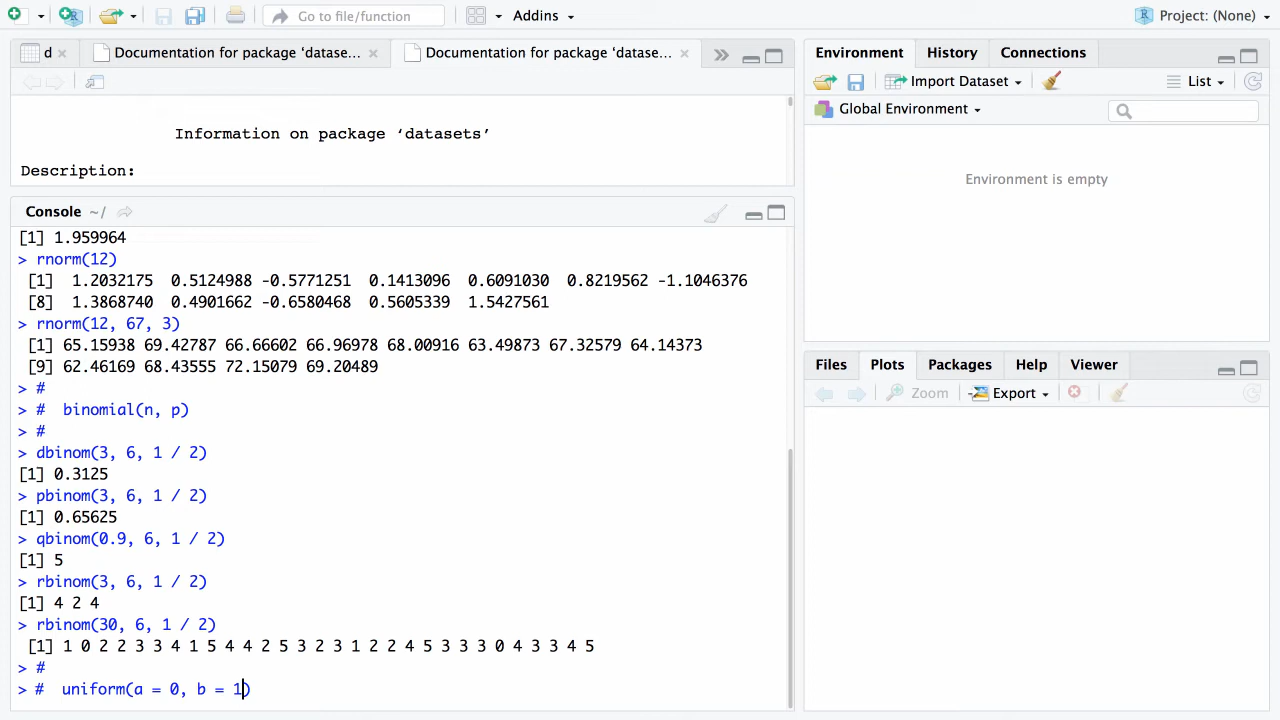 Go to file/function
Addins
Project: (None)
d
Documentation for package ‘datase...
Documentation for package ‘datase...
Information on package ‘datasets’
Description:
Console ~/
[1] 1.959964
> rnorm(12)
[1] 1.2032175 0.5124988 -0.5771251 0.1413096 0.6091030 0.8219562 -1.1046376
[8] 1.3868740 0.4901662 -0.6580468 0.5605339 1.5427561
> rnorm(12, 67, 3)
[1] 65.15938 69.42787 66.66602 66.96978 68.00916 63.49873 67.32579 64.14373
[9] 62.46169 68.43555 72.15079 69.20489
> #
> # binomial(n, p)
> #
> dbinom(3, 6, 1 / 2)
[1] 0.3125
> pbinom(3, 6, 1 / 2)
[1] 0.65625
> qbinom(0.9, 6, 1 / 2)
[1] 5
> rbinom(3, 6, 1 / 2)
[1] 4 2 4
> rbinom(30, 6, 1 / 2)
[1] 1 0 2 2 3 3 4 1 5 4 4 2 5 3 2 3 1 2 2 4 5 3 3 3 0 4 3 3 4 5
> #
> # uniform(a = 0, b = 1)
Environment
History
Connections
Import Dataset
List
Global Environment
Environment is empty
Files
Plots
Packages
Help
Viewer
Zoom
Export